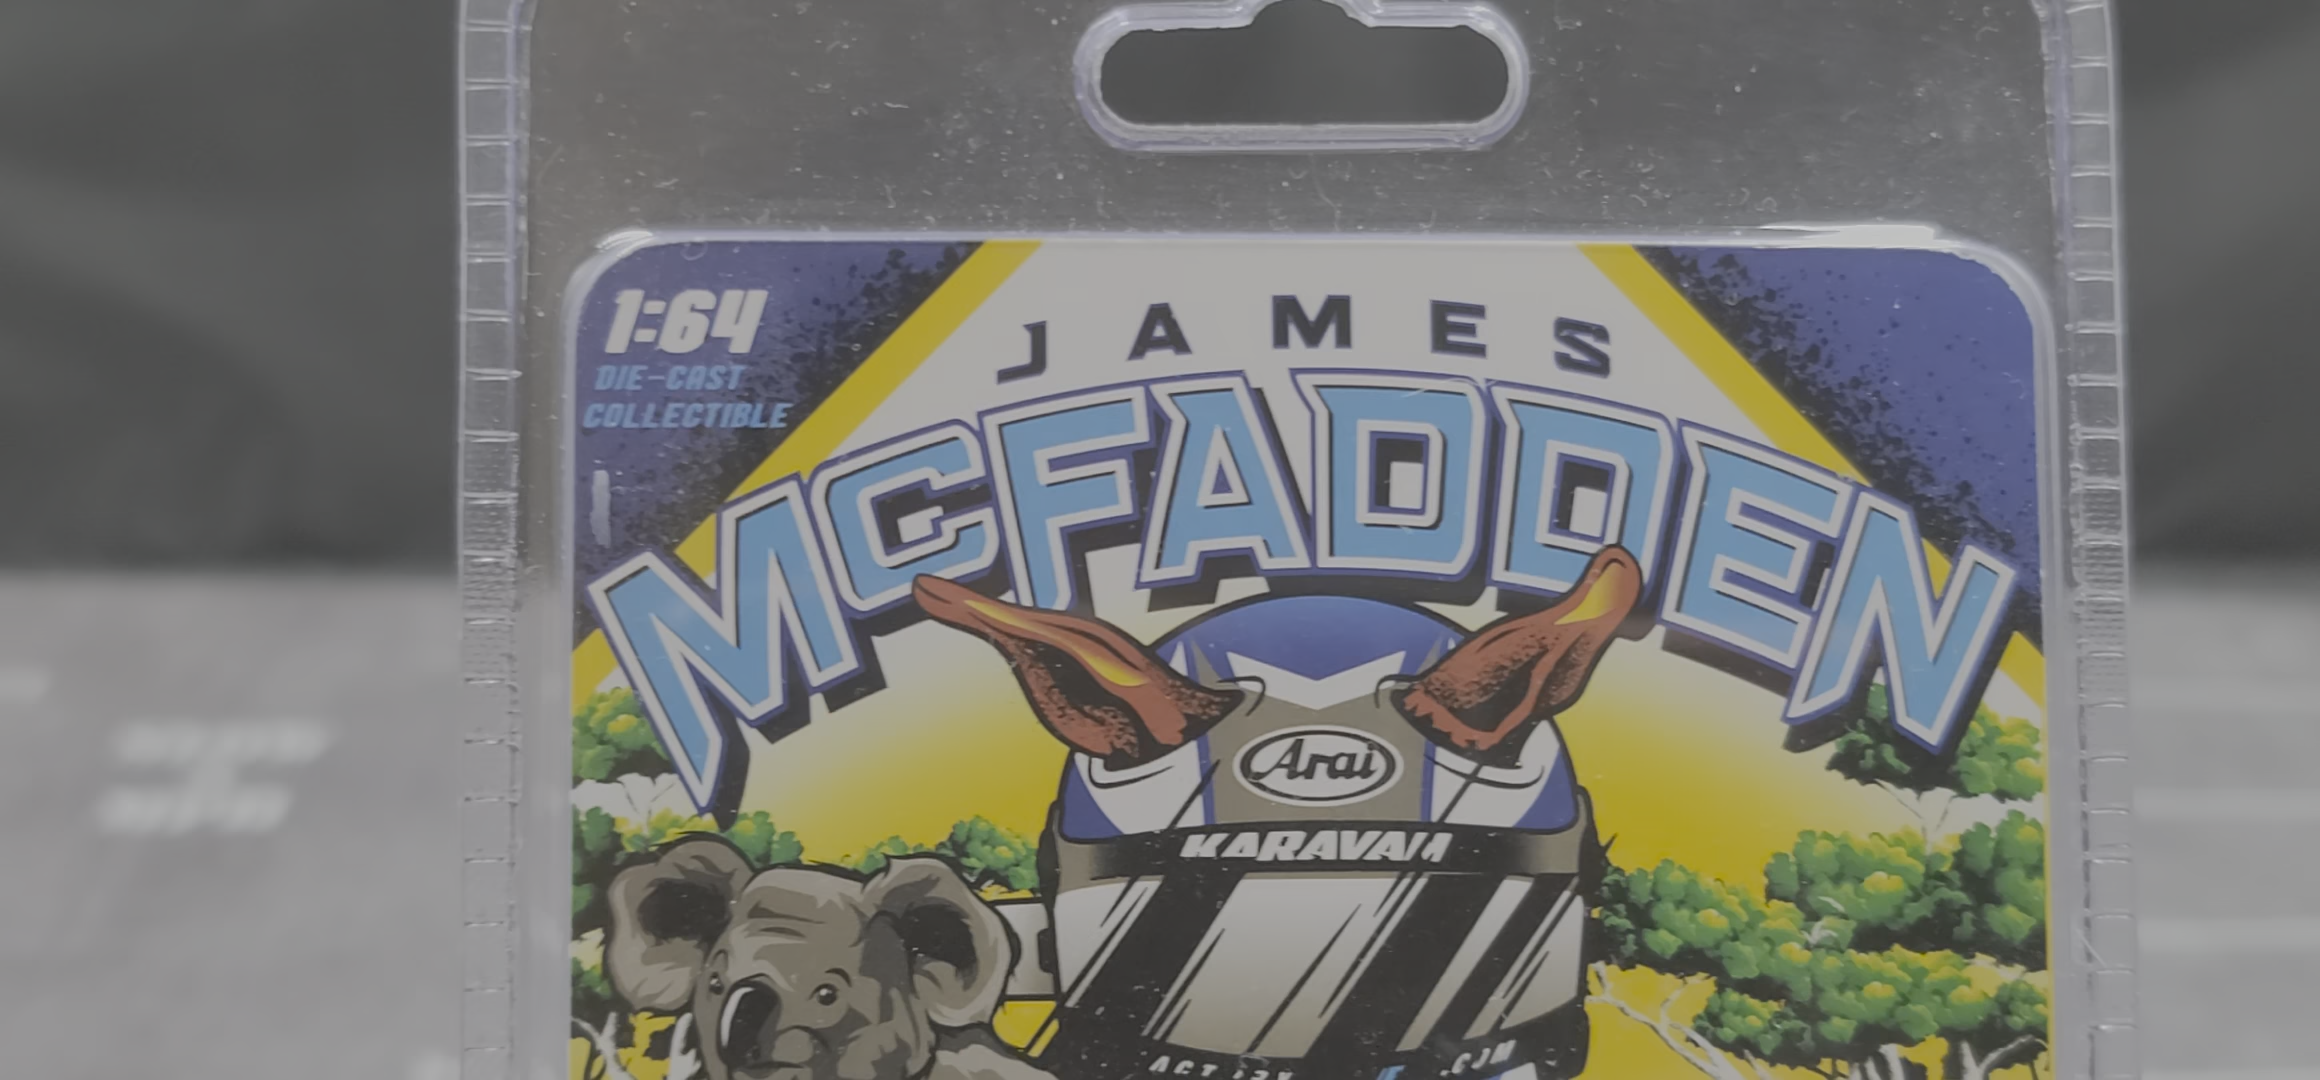 1:64
DIE-CAST
COLLECTIBLE
JAMES
MCFADDEN
Arai
KARAVAN